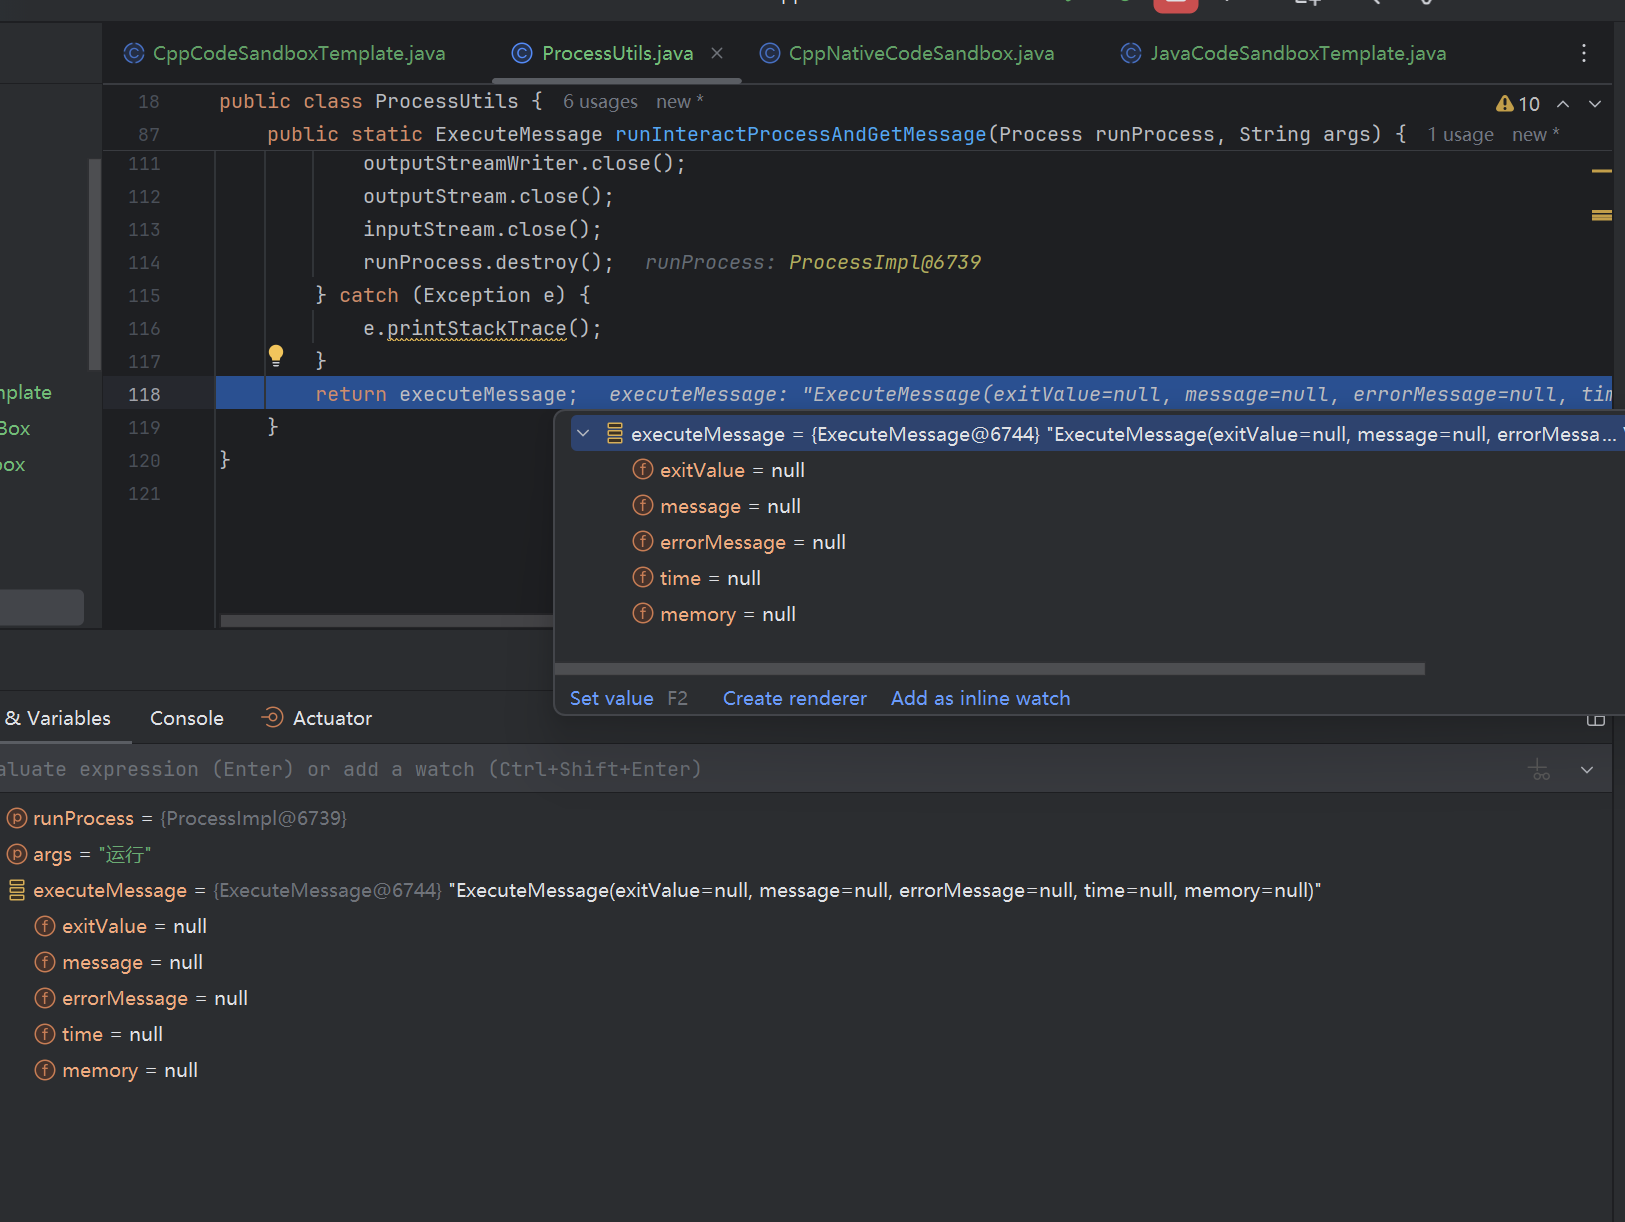 CppCodeSandboxTemplate.java
ProcessUtils.java
CppNativeCodeSandbox.java
JavaCodeSandboxTemplate.java
18 public class ProcessUtils { 6 usages new *
10
87 public static ExecuteMessage runInteractProcessAndGetMessage(Process runProcess, String args) { 1 usage new *
111 outputStreamWriter.close();
112 outputStream.close();
113 inputStream.close();
114 runProcess.destroy(); runProcess: ProcessImpl@6739
115 } catch (Exception e) {
116 e.printStackTrace();
117 }
118 return executeMessage; executeMessage: "ExecuteMessage(exitValue=null, message=null, errorMessage=null, tim
119 }
120 }
121
mplate
Box
box
executeMessage = {ExecuteMessage@6744} "ExecuteMessage(exitValue=null, message=null, errorMessa...
exitValue = null
message = null
errorMessage = null
time = null
memory = null
Set value F2 Create renderer Add as inline watch
& Variables
Console
Actuator
aluate expression (Enter) or add a watch (Ctrl+Shift+Enter)
runProcess = {ProcessImpl@6739}
args = "运行"
executeMessage = {ExecuteMessage@6744} "ExecuteMessage(exitValue=null, message=null, errorMessage=null, time=null, memory=null)"
exitValue = null
message = null
errorMessage = null
time = null
memory = null